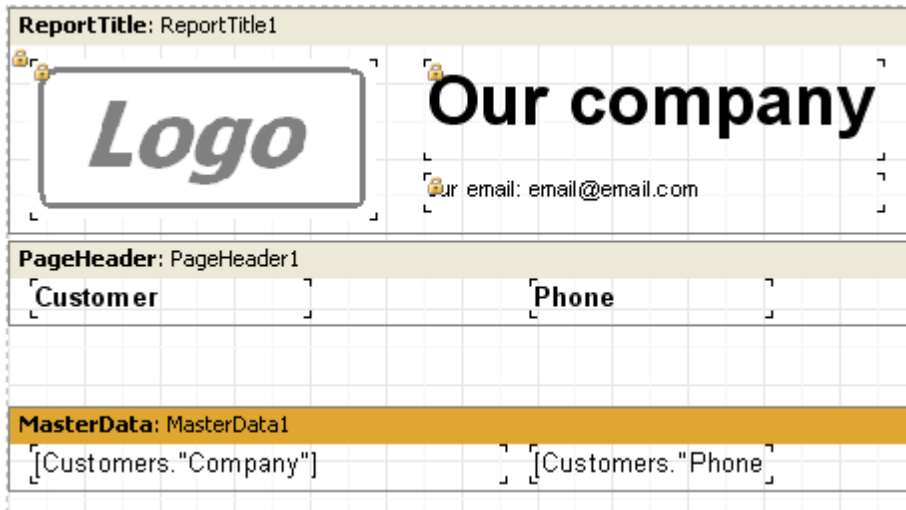 ReportTitle: ReportTitle1
Logo
Our company
ur email: email@email.com
PageHeader: PageHeader1
Customer Phone
MasterData: MasterData1
[Customers."Company"] [Customers."Phone